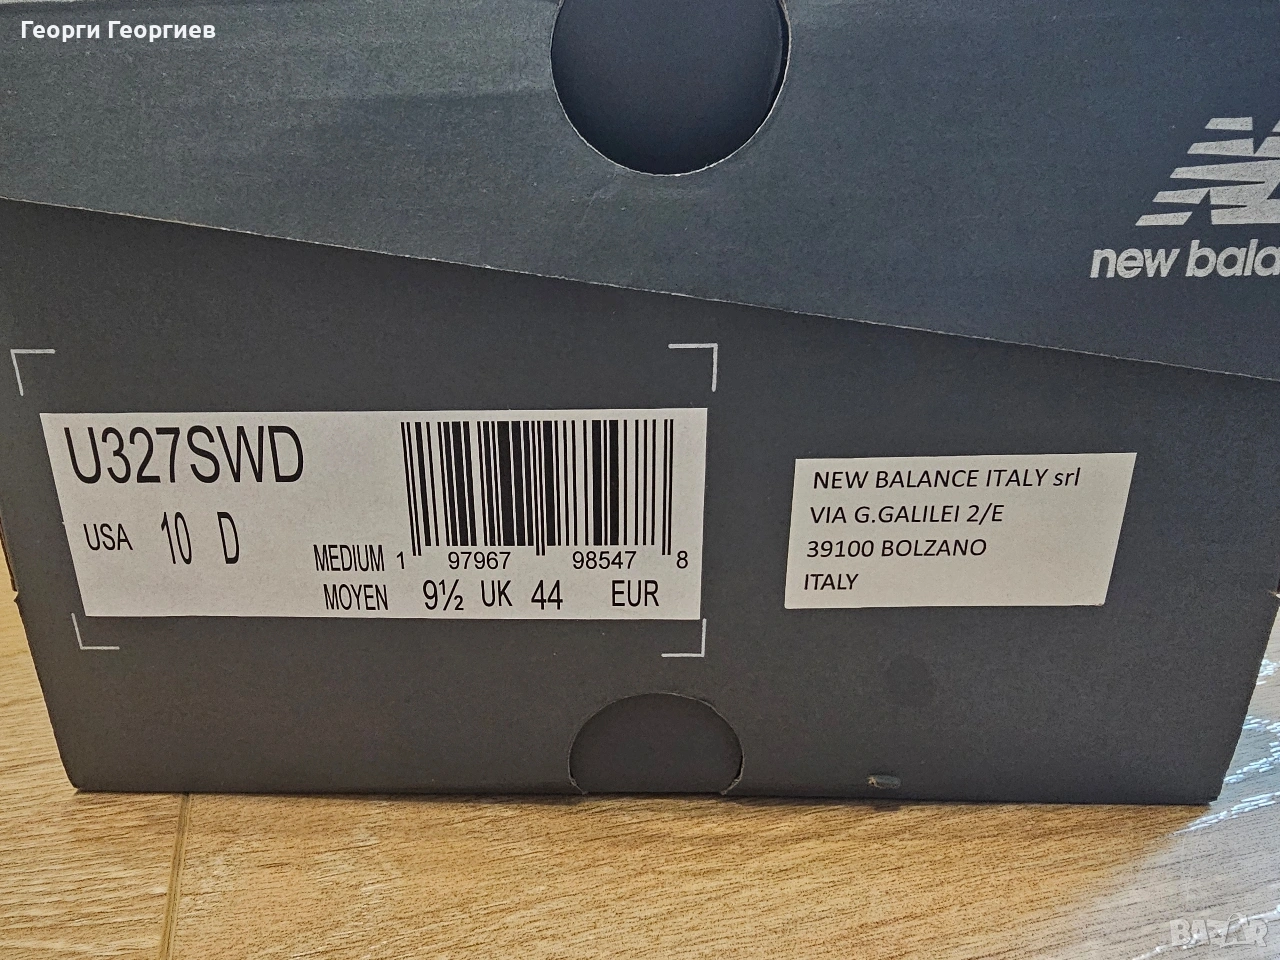 Георги Георгиев
new bala
U327SWD
USA 10 D
MEDIUM 1 97967 98547 8
MOYEN 9½ UK 44 EUR
NEW BALANCE ITALY srl
VIA G.GALILEI 2/E
39100 BOLZANO
ITALY
BAZAR